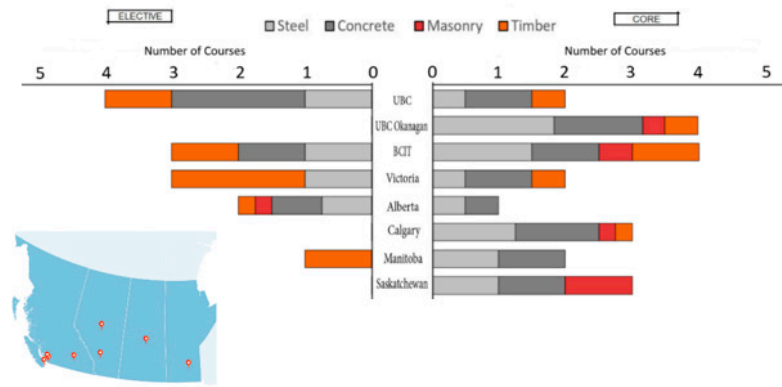 ELECTIVE
CORE
Steel Concrete Masonry Timber
Number of Courses
Number of Courses
5 4 3 2 1 0
0 1 2 3 4 5
UBC
UBC Okanagan
BCIT
Victoria
Alberta
Calgary
Manitoba
Saskatchewan